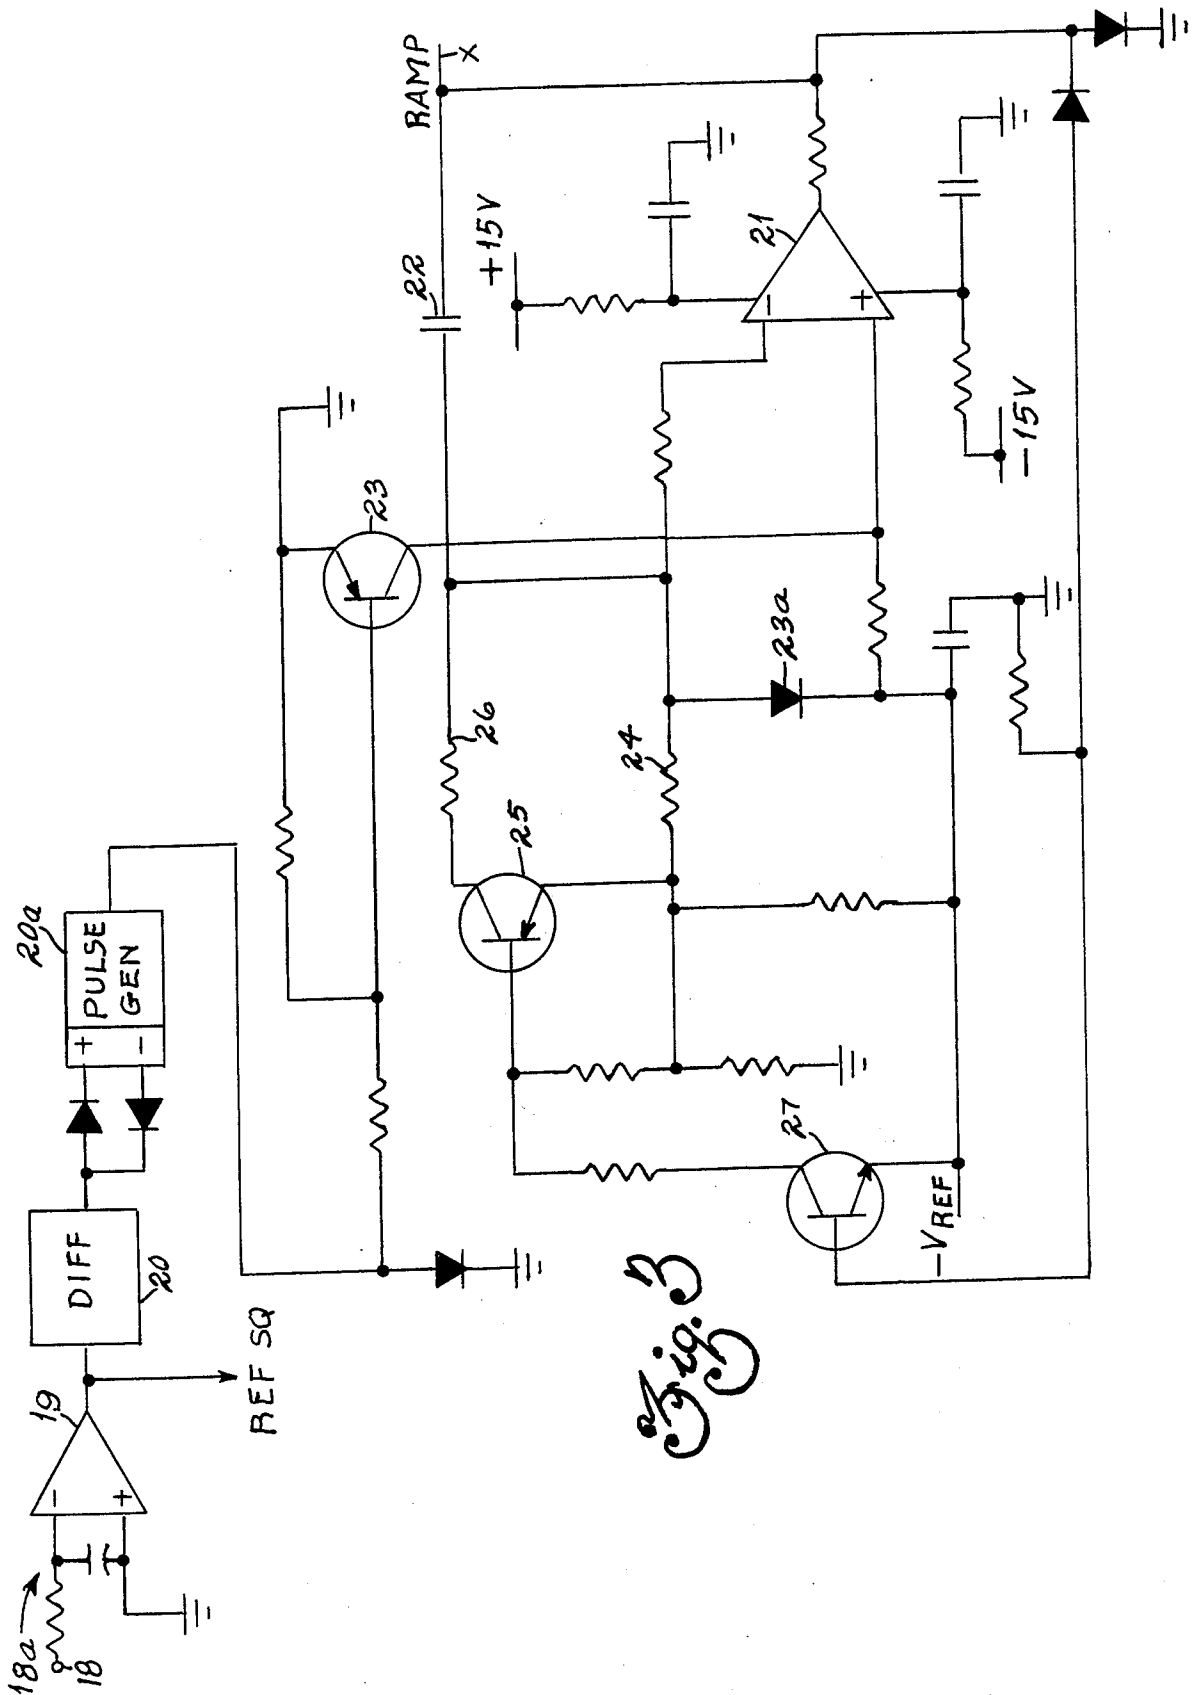 18a
18
19
−
+
REF SQ
DIFF
20
20a
+
−
PULSE
GEN
23
RAMP
X
22
+15V
21
−
+
−15V
26
25
24
23a
27
−VREF
Fig. 3